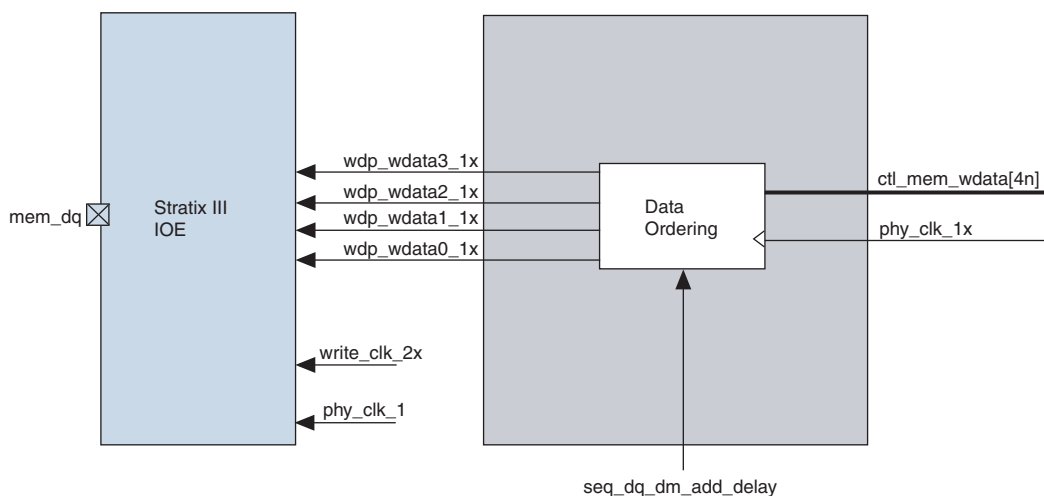 wdp_wdata3_1x
wdp_wdata2_1x
wdp_wdata1_1x
wdp_wdata0_1x
mem_dq
Stratix III
IOE
Data
Ordering
ctl_mem_wdata[4n]
phy_clk_1x
write_clk_2x
phy_clk_1
seq_dq_dm_add_delay